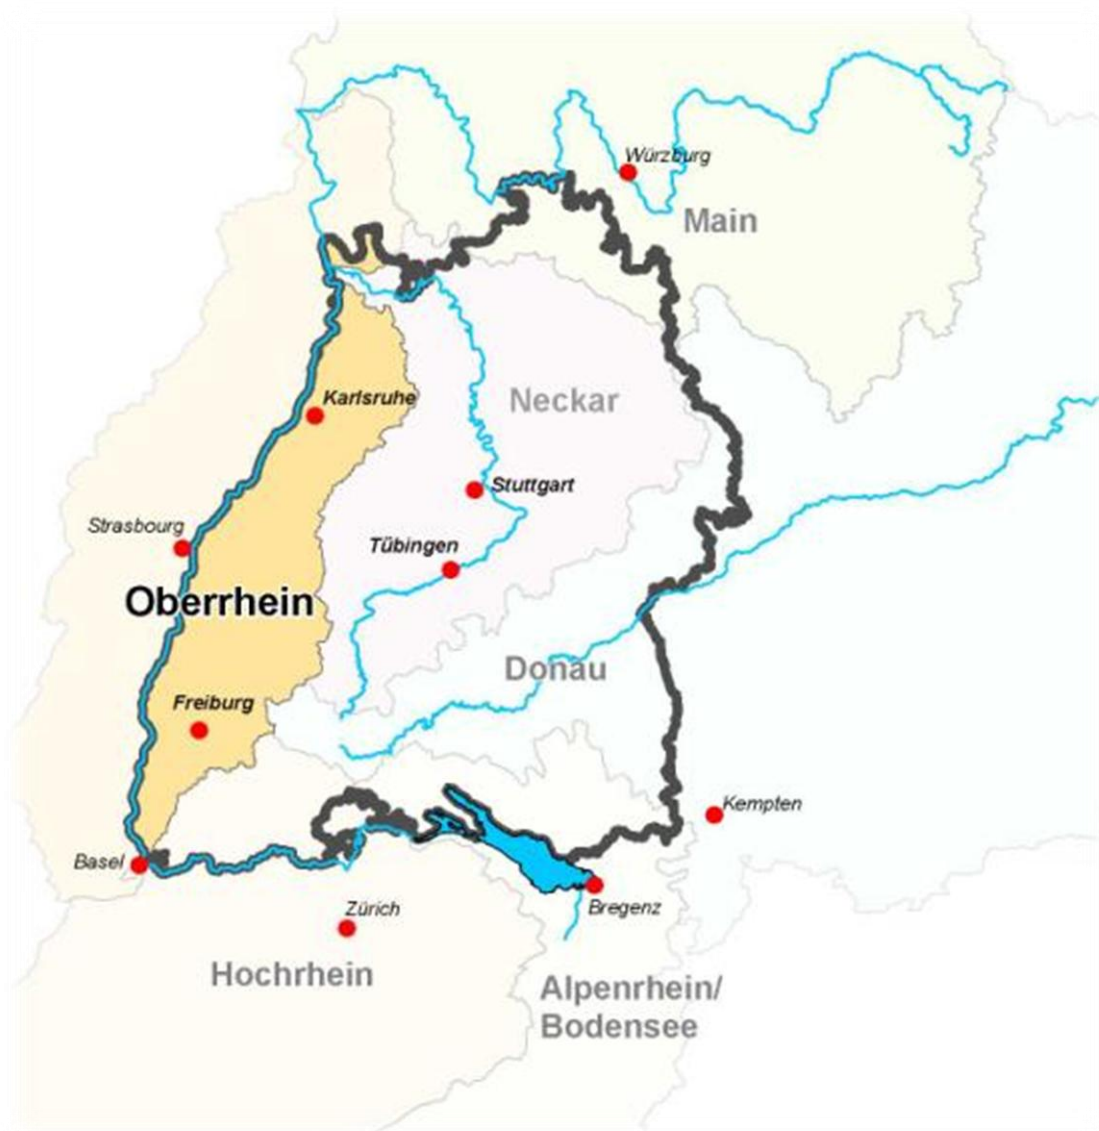 Würzburg
Main
Karlsruhe
Neckar
Stuttgart
Strasbourg
Tübingen
Oberrhein
Donau
Freiburg
Kempten
Basel
Zürich
Bregenz
Hochrhein
Alpenrhein/
Bodensee